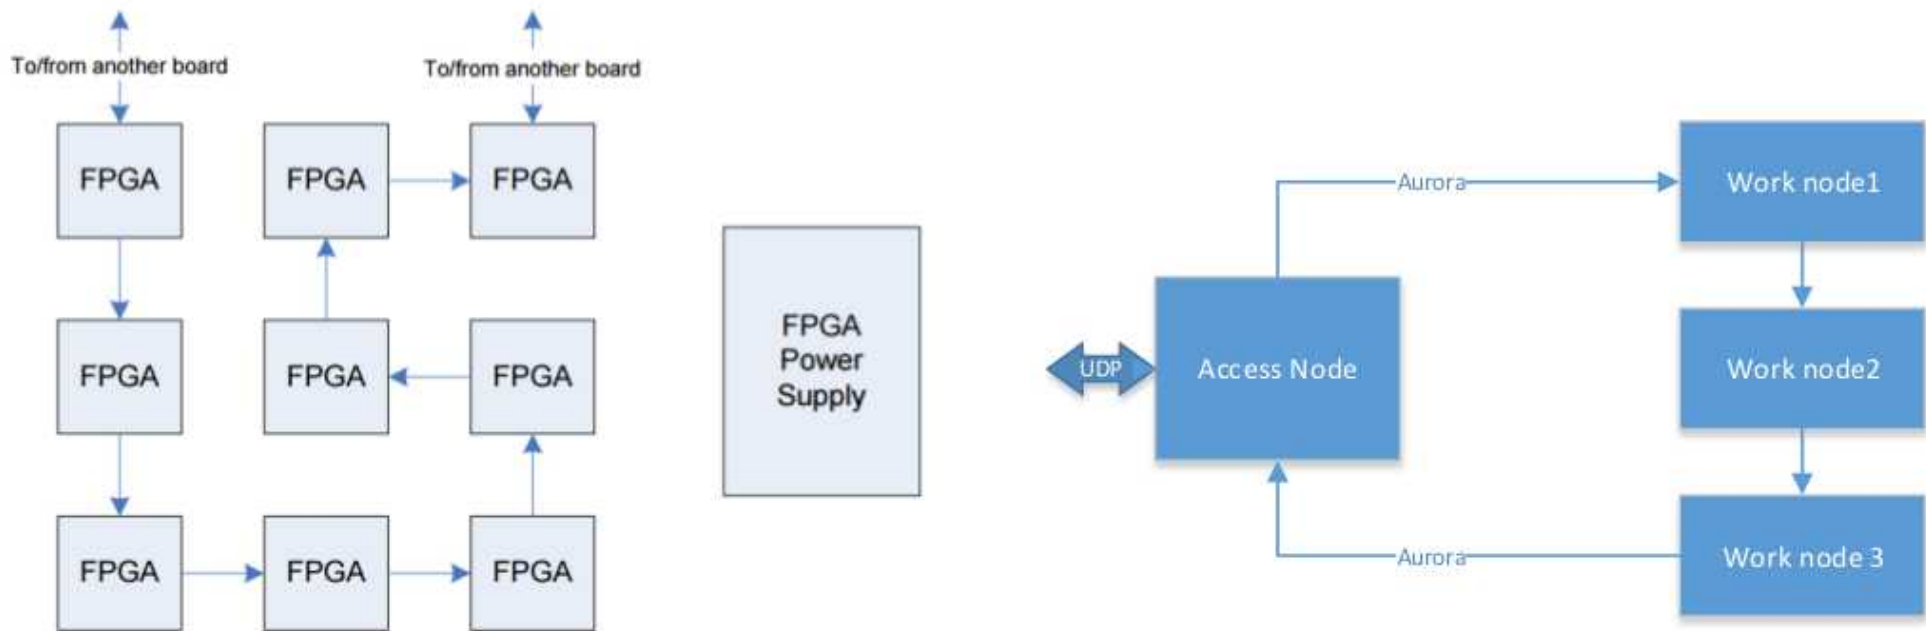 To/from another board
To/from another board
FPGA
FPGA
FPGA
FPGA
FPGA
FPGA
FPGA
FPGA
FPGA
FPGA
Power
Supply
UDP
Access Node
Aurora
Work node1
Work node2
Aurora
Work node 3